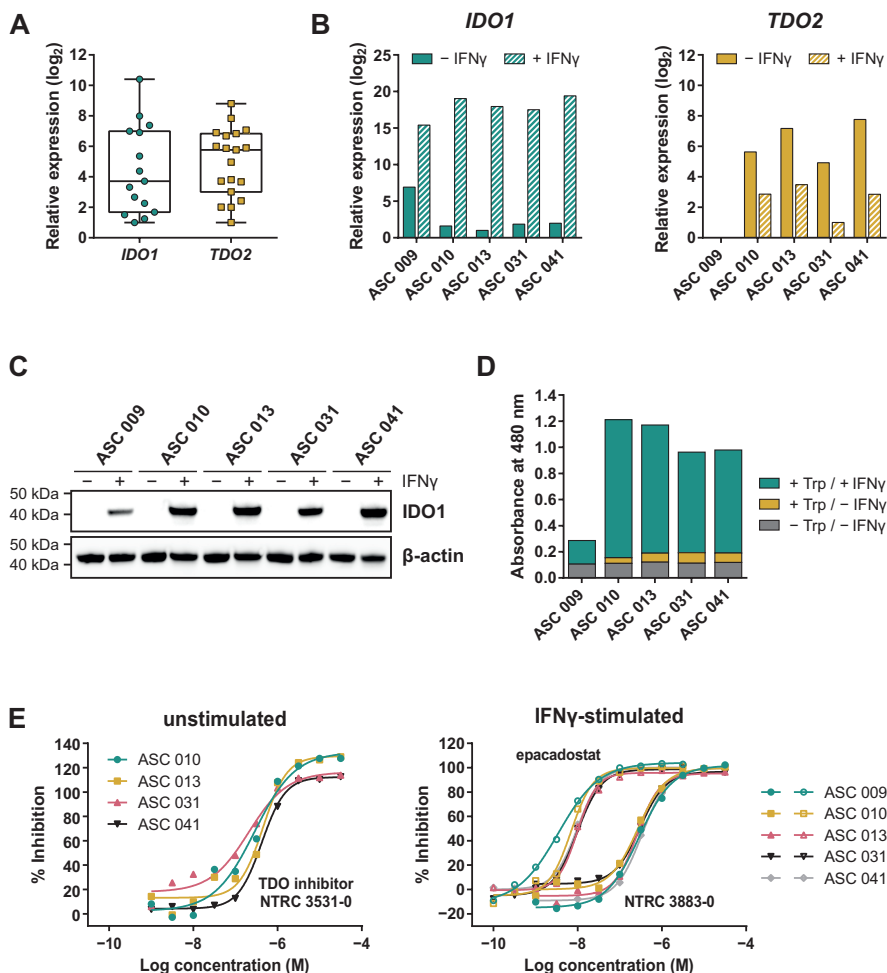 A
Relative expression (log2)
12
10
8
6
4
2
0
IDO1
TDO2
B
IDO1
Relative expression (log2)
− IFNγ
+ IFNγ
25
20
15
10
5
0
ASC 009
ASC 010
ASC 013
ASC 031
ASC 041
TDO2
Relative expression (log2)
− IFNγ
+ IFNγ
12
10
8
6
4
2
0
ASC 009
ASC 010
ASC 013
ASC 031
ASC 041
C
ASC 009
ASC 010
ASC 013
ASC 031
ASC 041
− + − + − + − + − + IFNγ
50 kDa
40 kDa
IDO1
50 kDa
40 kDa
β-actin
D
Absorbance at 480 nm
1.4
1.2
1.0
0.8
0.6
0.4
0.2
0.0
ASC 009
ASC 010
ASC 013
ASC 031
ASC 041
+ Trp / + IFNγ
+ Trp / − IFNγ
− Trp / − IFNγ
E
unstimulated
% Inhibition
140
120
100
80
60
40
20
0
ASC 010
ASC 013
ASC 031
ASC 041
TDO inhibitor
NTRC 3531-0
−10
−8
−6
−4
Log concentration (M)
IFNγ-stimulated
% Inhibition
120
100
80
60
40
20
0
−20
epacadostat
NTRC 3883-0
−10
−8
−6
−4
Log concentration (M)
ASC 009
ASC 010
ASC 013
ASC 031
ASC 041